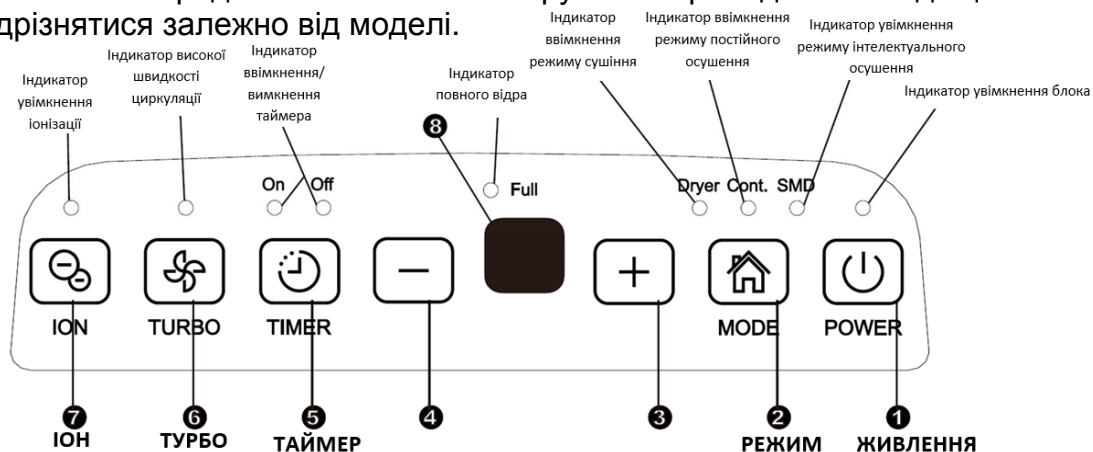 дрізнятися залежно від моделі.
Індикатор
увімкнення
іонізації
Індикатор високої
швидкості
циркуляції
Індикатор
ввімкнення/
вимкнення
таймера
Індикатор
повного відра
Індикатор
ввімкнення
режиму сушіння
Індикатор ввімкнення
режиму постійного
осушення
Індикатор увімкнення
режиму інтелектуального
осушення
Індикатор увімкнення блока
8
On Off
Full
Dryer Cont. SMD
ION
TURBO
TIMER
MODE
POWER
7
6
5
4
3
2
1
ІОН
ТУРБО
ТАЙМЕР
РЕЖИМ
ЖИВЛЕННЯ